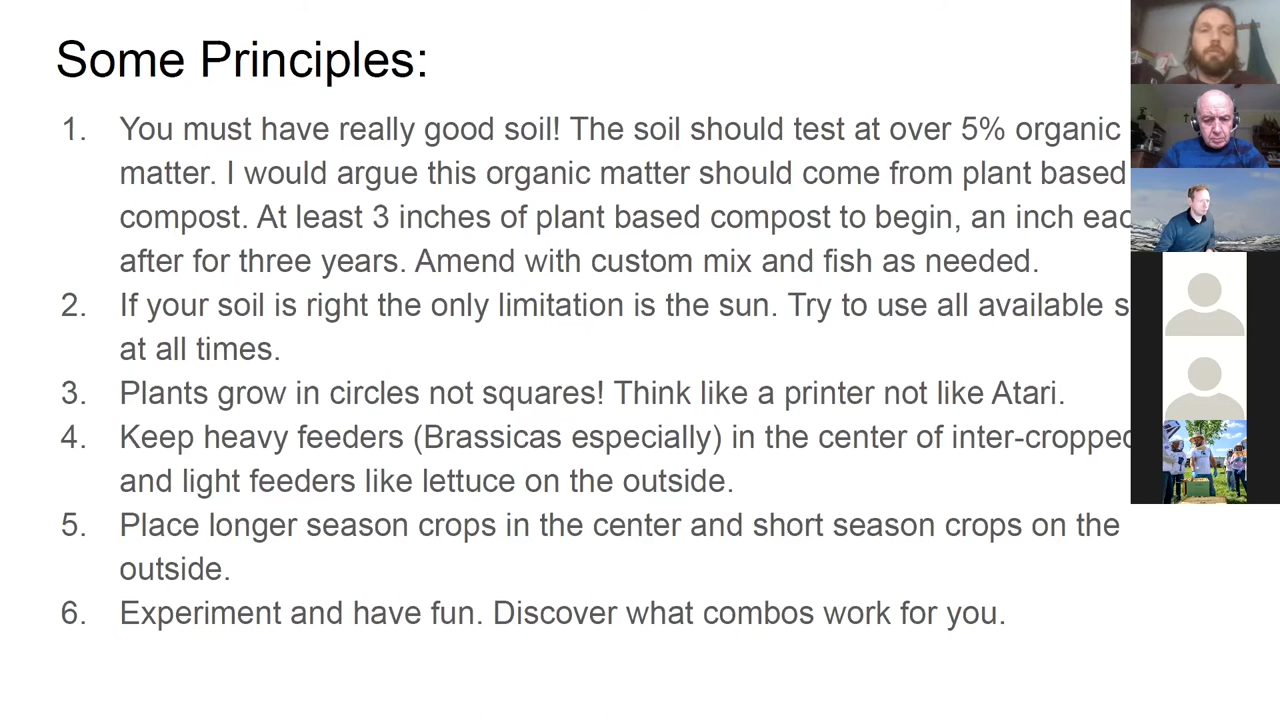 Some Principles:
1. You must have really good soil! The soil should test at over 5% organic
matter. I would argue this organic matter should come from plant based
compost. At least 3 inches of plant based compost to begin, an inch
after for three years. Amend with custom mix and fish as needed.
2. If your soil is right the only limitation is the sun. Try to use all available
at all times.
3. Plants grow in circles not squares! Think like a printer not like Atari.
4. Keep heavy feeders (Brassicas especially) in the center of inter-cropped
and light feeders like lettuce on the outside.
5. Place longer season crops in the center and short season crops on the
outside.
6. Experiment and have fun. Discover what combos work for you.